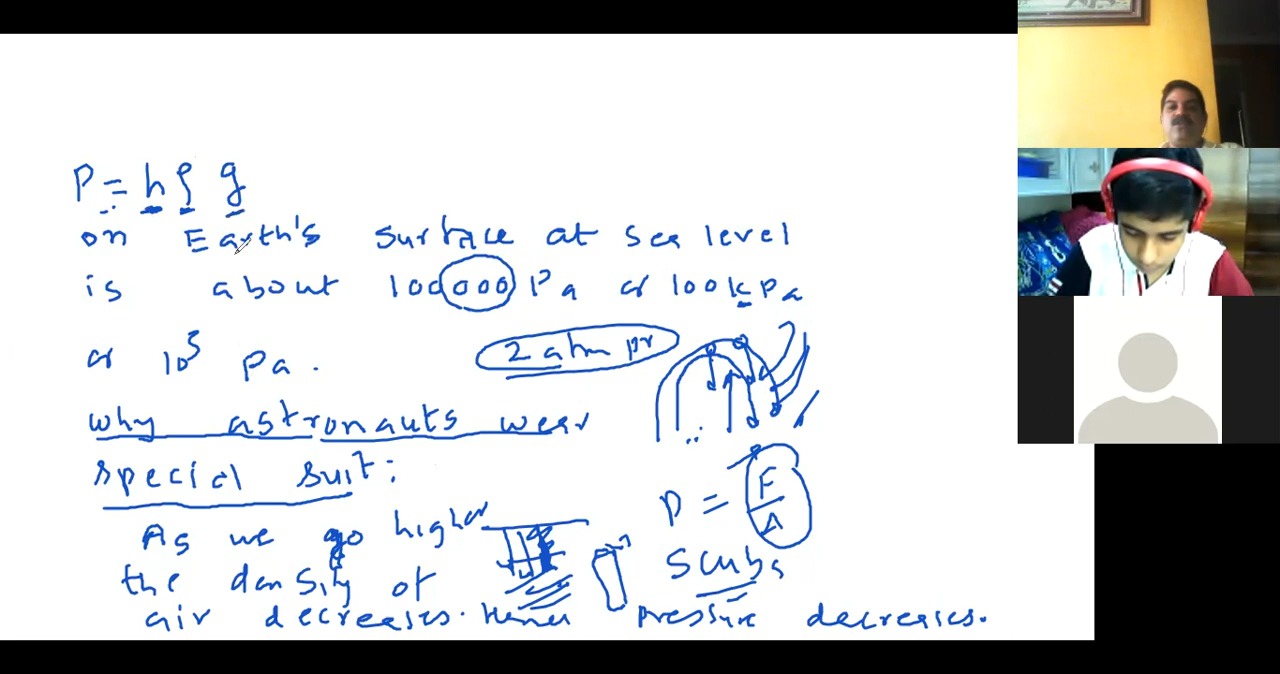 P = h ρ g
on Earth's surface at sea level
is about 100000 Pa or 100kPa
or 10⁵ Pa.
2 atm pr
why astronauts wear
special suit:
P = F/A
As we go higher
the density of
scuba
air decreases. Hence pressure decreases.